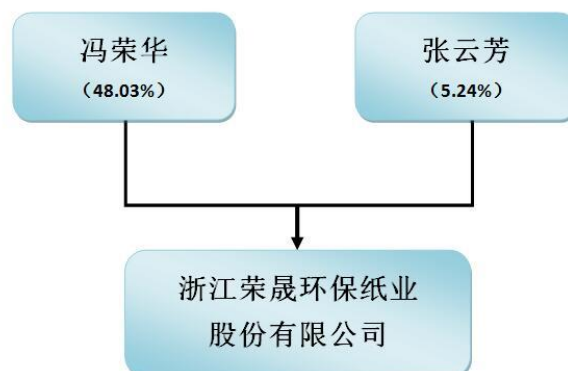 冯荣华
（48.03%）
张云芳
（5.24%）
浙江荣晟环保纸业
股份有限公司